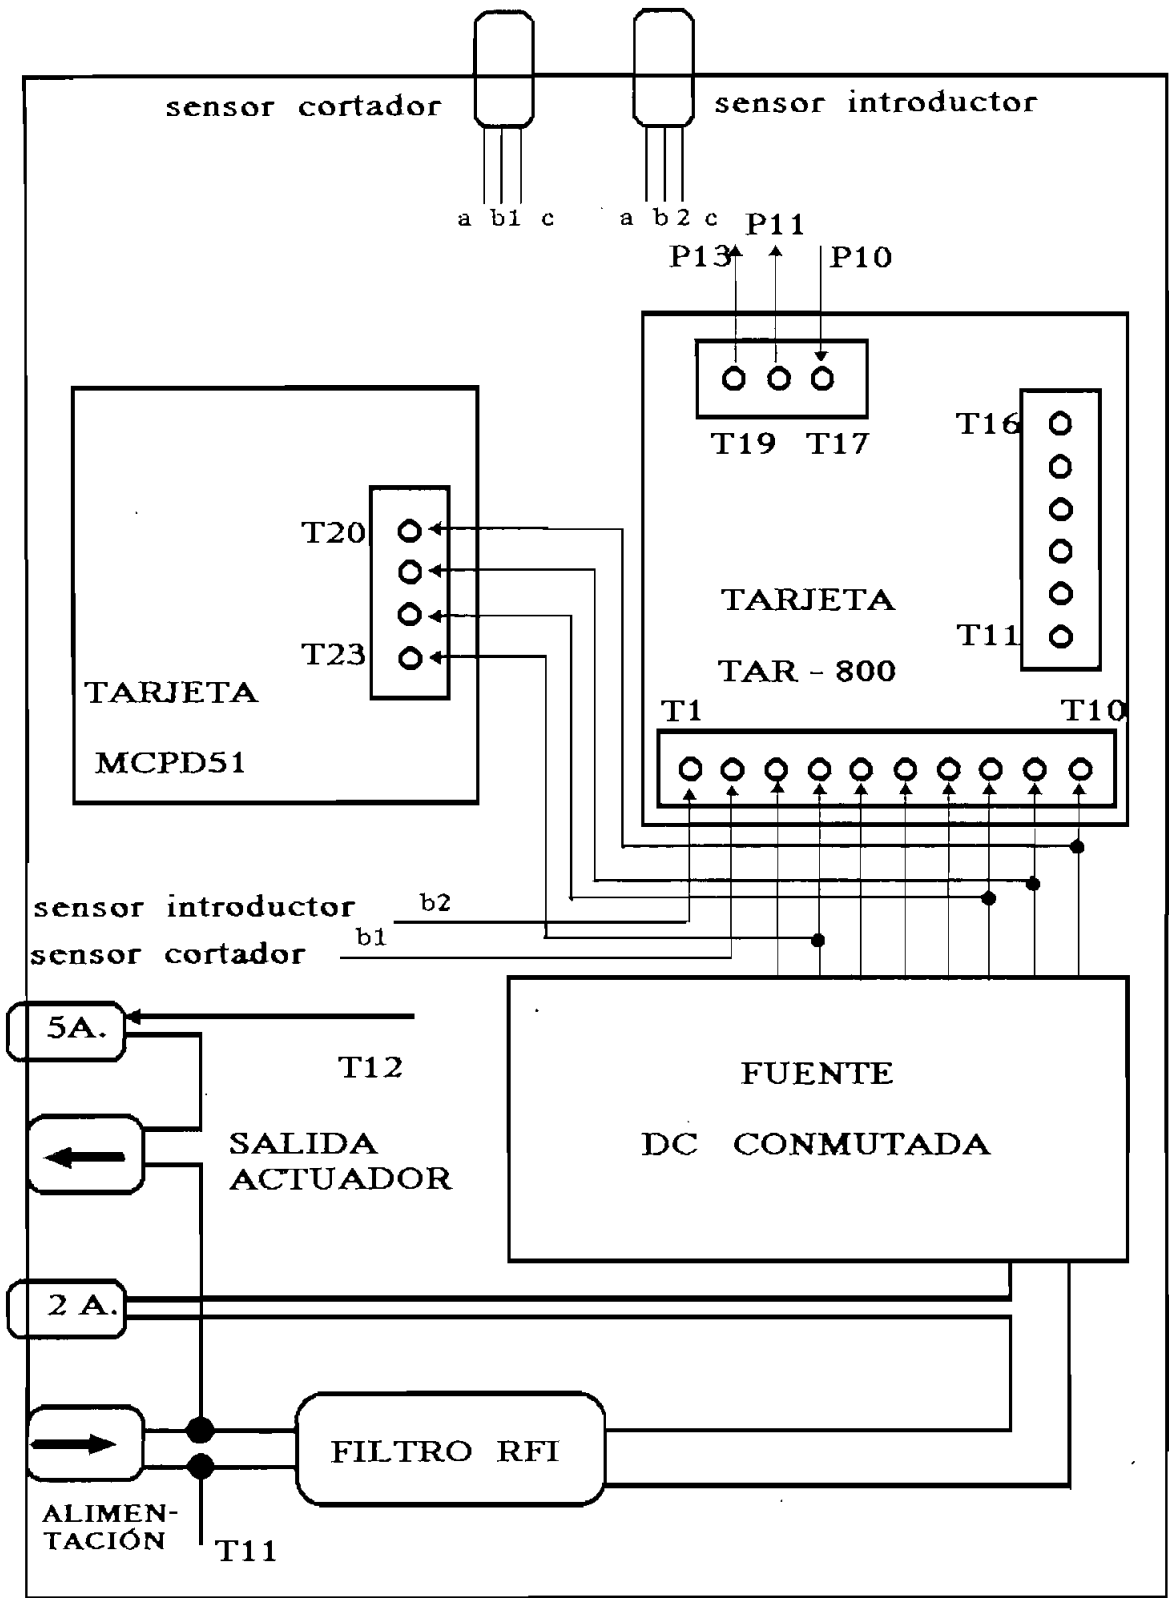 sensor cortador
sensor introductor
a b1 c
a b2 c
P11
P13
P10
T19 T17
T16
T20
T23
TARJETA
MCPD51
TARJETA
TAR - 800
T11
T1
T10
sensor introductor
b2
sensor cortador
b1
5A.
T12
FUENTE
DC CONMUTADA
SALIDA
ACTUADOR
2 A.
FILTRO RFI
ALIMEN-
TACIÓN
T11